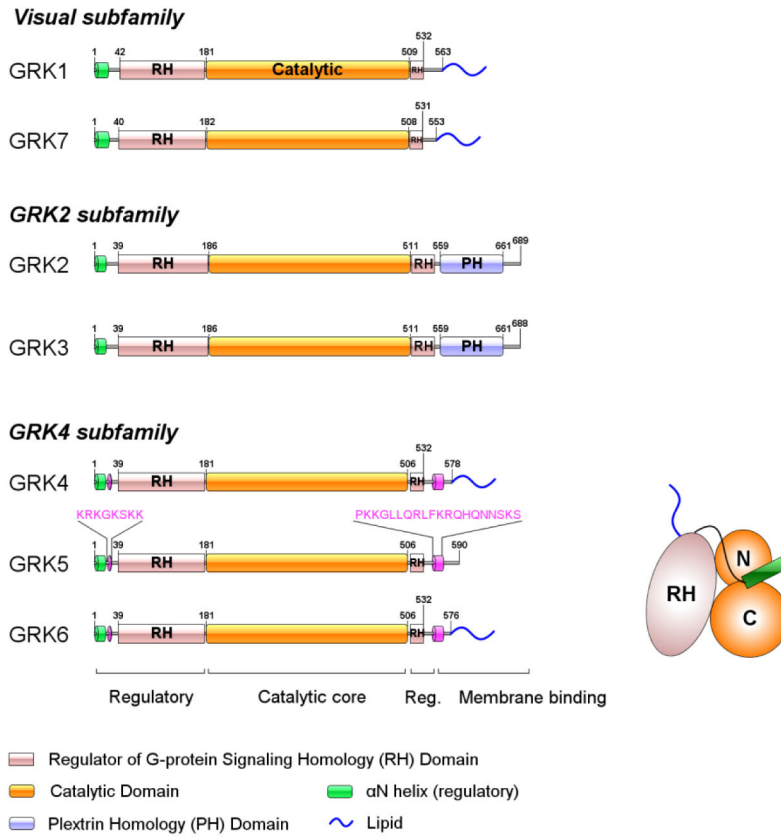 Visual subfamily
1 42 181 509 532 563
GRK1 RH Catalytic RH
1 40 182 508 531 553
GRK7 RH RH
GRK2 subfamily
1 39 186 511 559 661 689
GRK2 RH RH PH
1 39 186 511 559 661 688
GRK3 RH RH PH
GRK4 subfamily
1 39 181 506 532 578
GRK4 RH RH
KRKGKSKK PKKGLLQRLFKRQHQNNSKS
1 39 181 506 590
GRK5 RH RH
1 39 181 506 532 576
GRK6 RH RH
RH N C
Regulatory Catalytic core Reg. Membrane binding
Regulator of G-protein Signaling Homology (RH) Domain
Catalytic Domain αN helix (regulatory)
Plextrin Homology (PH) Domain Lipid